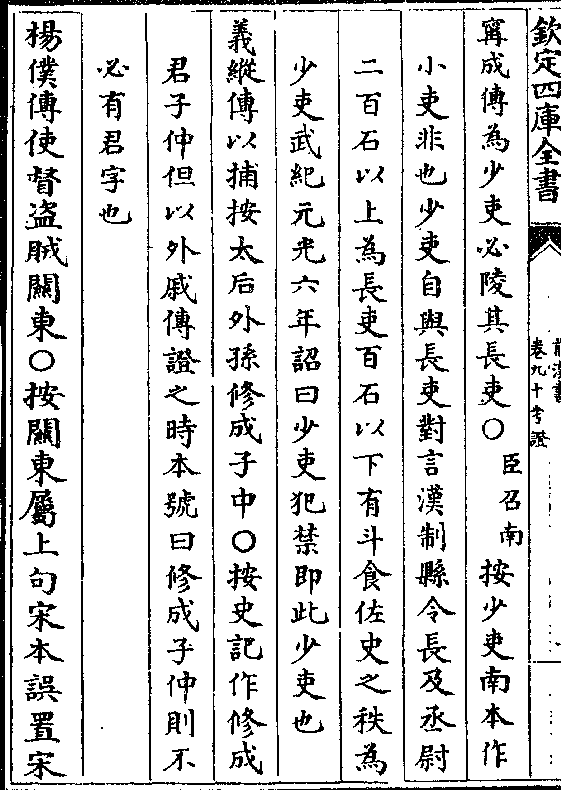 欽定四庫全書
前漢書
卷九十考證
甯成傳為少吏必陵其長吏○臣召南按少吏南本作
小吏非也少吏自與長吏對言漢制縣令長及丞尉
二百石以上為長吏百石以下有斗食佐史之秩為
少吏武紀元光六年詔曰少吏犯禁即此少吏也
義縱傳以捕按太后外孫修成子中○按史記作修成
君子仲但以外戚傳證之時本號曰修成子仲則不
必有君字也
楊僕傳使督盗賊關東○按關東屬上句宋本誤置宋